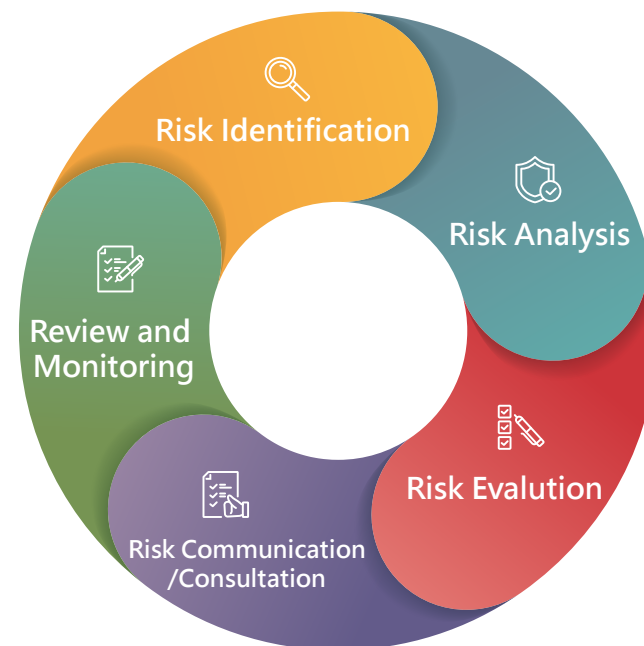 Risk Identification
Risk Analysis
Risk Evalution
Risk Communication
/Consultation
Review and
Monitoring